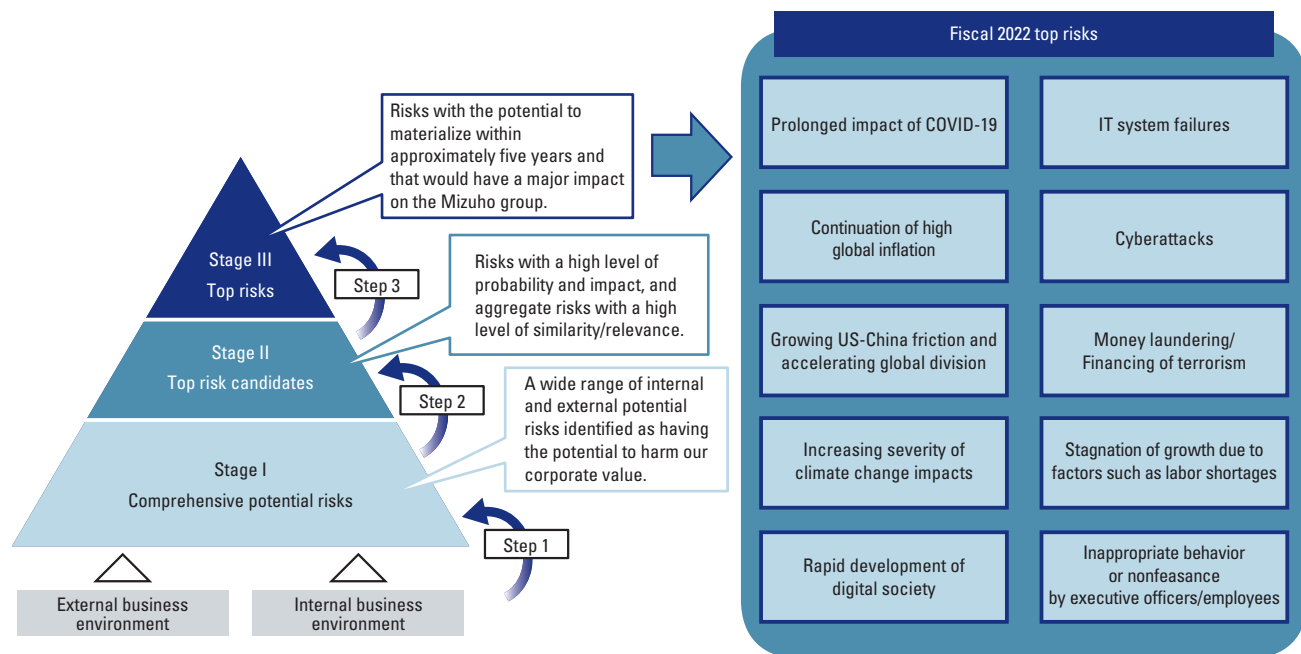 Risks with the potential to
materialize within
approximately five years and
that would have a major impact
on the Mizuho group.
Stage III
Top risks
Step 3
Risks with a high level of
probability and impact, and
aggregate risks with a high
level of similarity/relevance.
Stage II
Top risk candidates
Step 2
A wide range of internal
and external potential
risks identified as having
the potential to harm our
corporate value.
Stage I
Comprehensive potential risks
Step 1
External business
environment
Internal business
environment
Fiscal 2022 top risks
Prolonged impact of COVID-19
IT system failures
Continuation of high
global inflation
Cyberattacks
Growing US-China friction and
accelerating global division
Money laundering/
Financing of terrorism
Increasing severity of
climate change impacts
Stagnation of growth due to
factors such as labor shortages
Rapid development of
digital society
Inappropriate behavior
or nonfeasance
by executive officers/employees